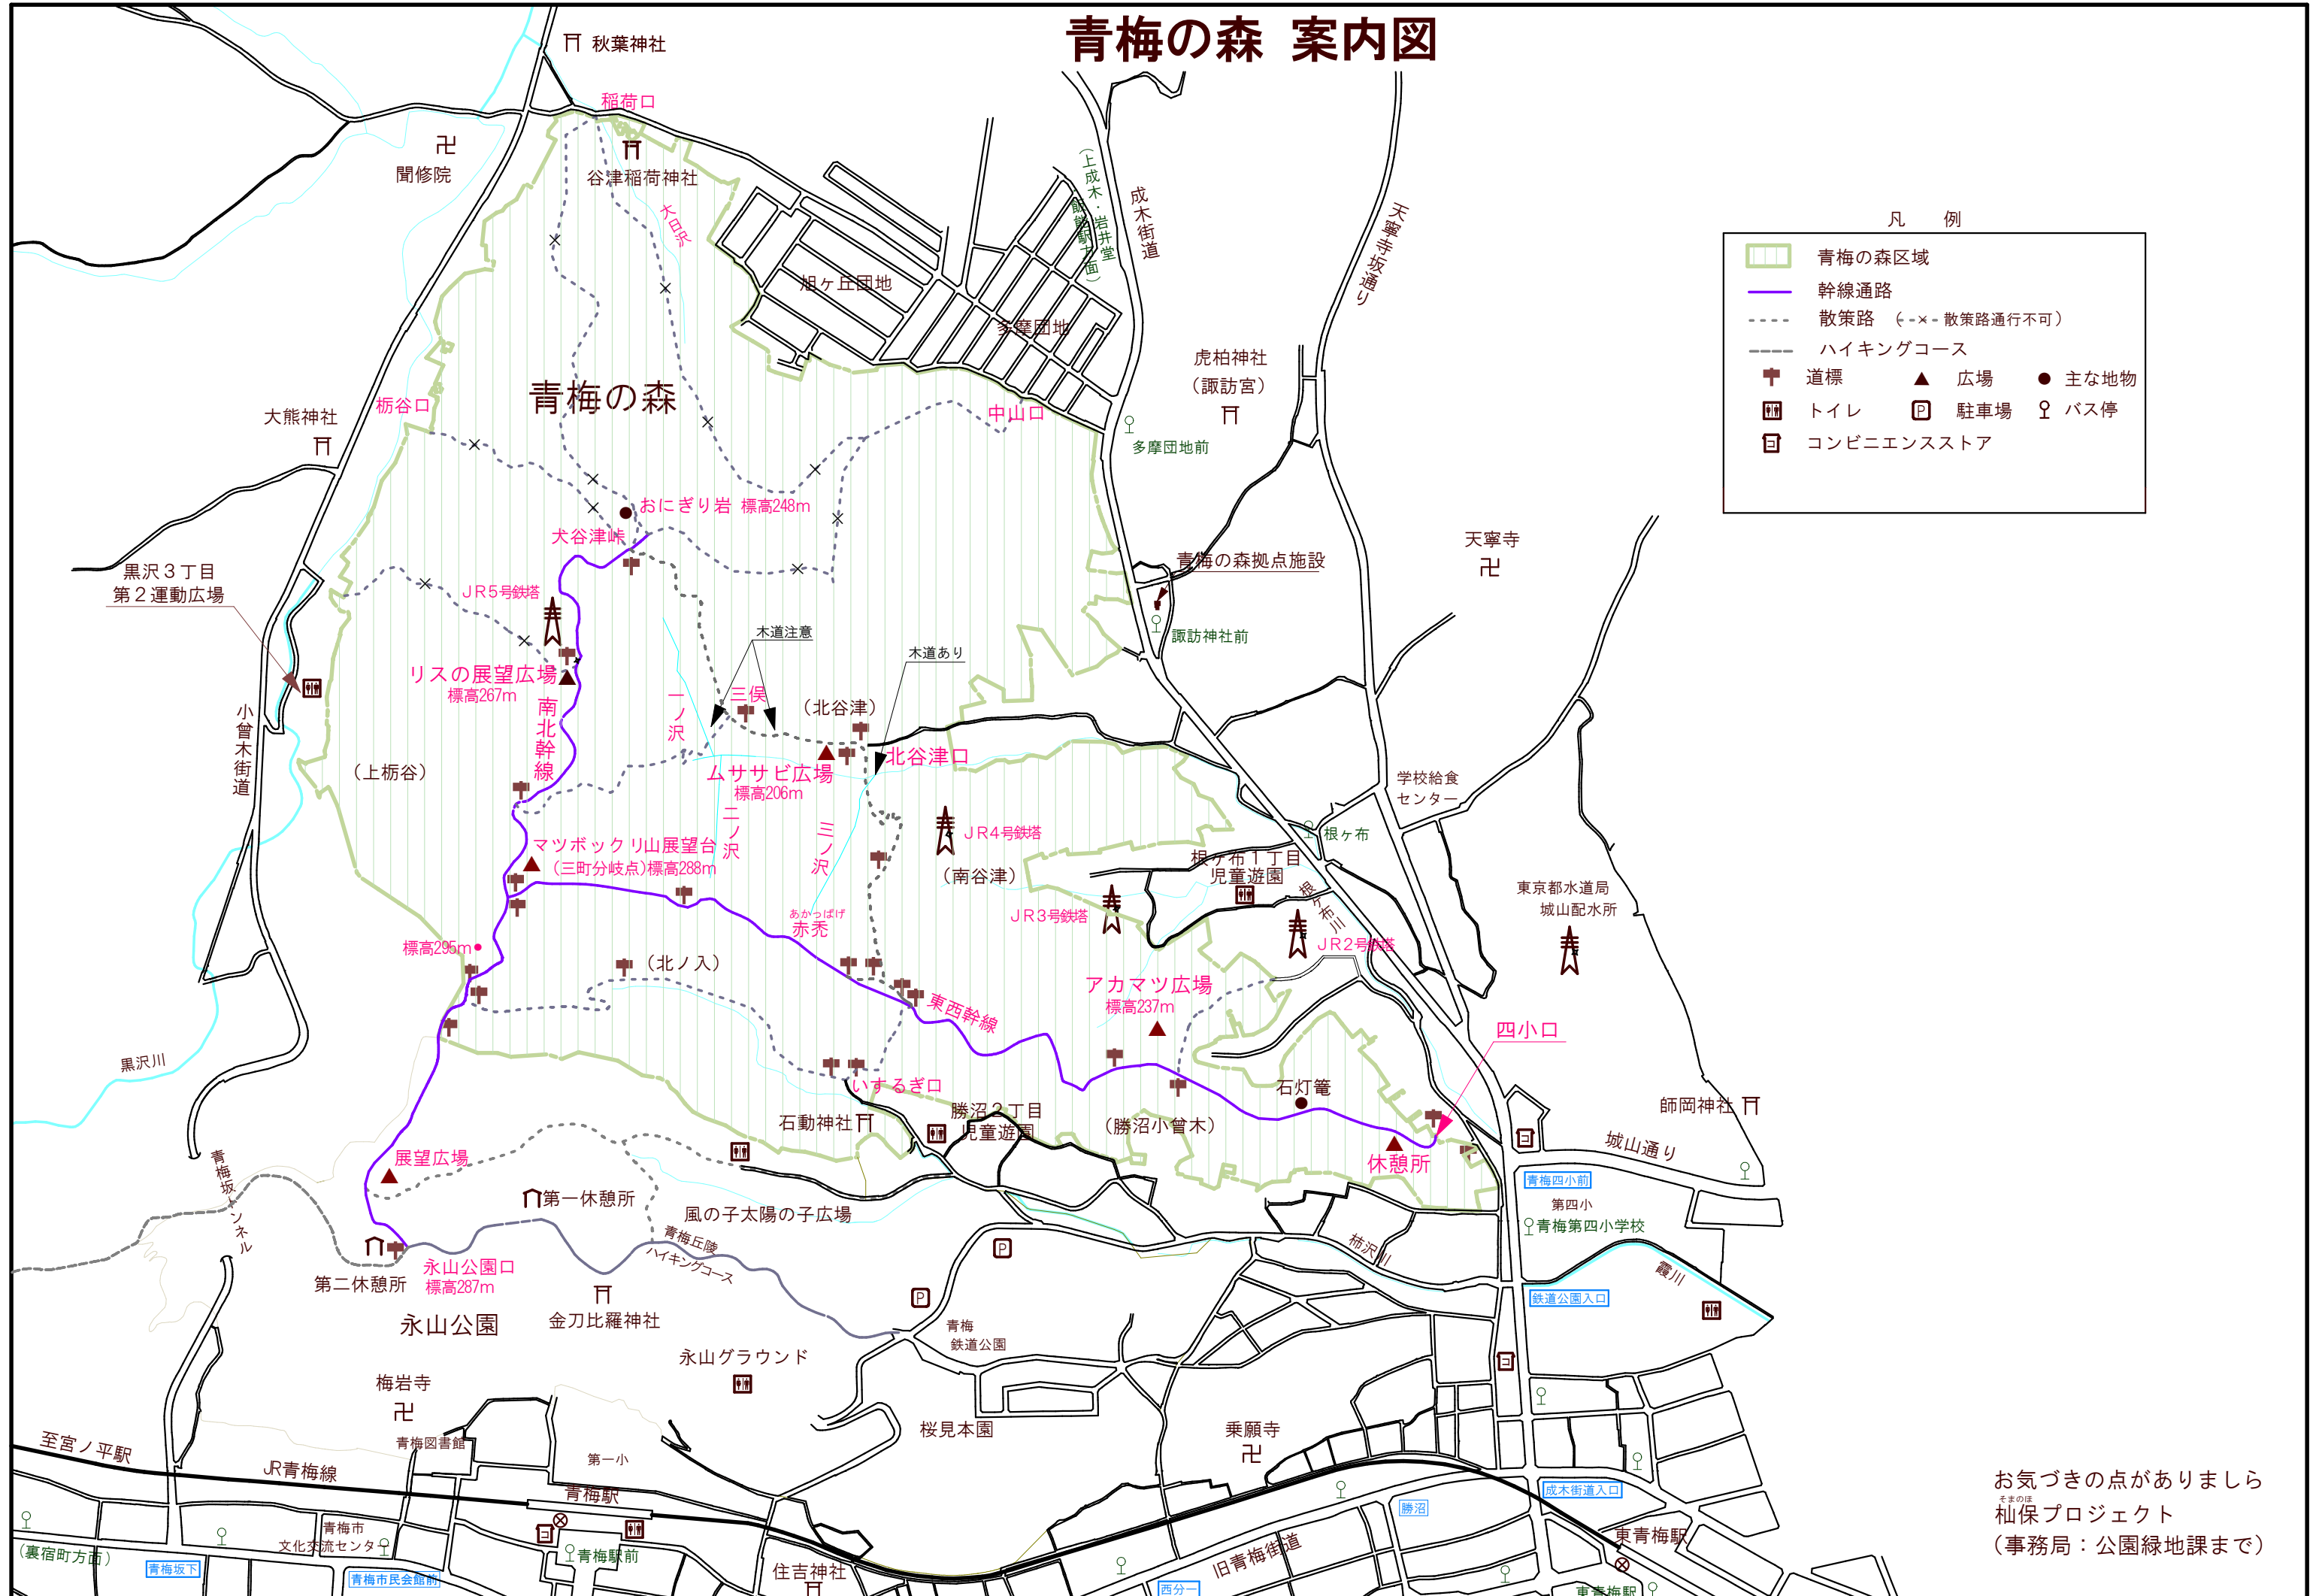 青梅の森 案内図
秋葉神社
稲荷口
聞修院
谷津稲荷神社
大日沢
(上成木・岩井堂
飯能駅方面)
成木街道
天寧寺坂通り
旭ヶ丘団地
多摩団地
虎柏神社
(諏訪宮)
凡 例
青梅の森区域
幹線通路
散策路 (--×-- 散策路通行不可)
ハイキングコース
道標
広場
主な地物
トイレ
P
駐車場
バス停
コ
コンビニエンスストア
青梅の森
栃谷口
大熊神社
中山口
多摩団地前
おにぎり岩 標高248m
犬谷津峠
天寧寺
青梅の森拠点施設
諏訪神社前
黒沢3丁目
第2運動広場
JR5号鉄塔
木道注意
木道あり
リスの展望広場
標高267m
南北幹線
一ノ沢
三俣
(北谷津)
小曾木街道
(上栃谷)
ムササビ広場
標高206m
北谷津口
学校給食
センター
二ノ沢
三ノ沢
JR4号鉄塔
根ヶ布
マツボックリ山展望台
(三町分岐点)標高288m
(南谷津)
根ヶ布1丁目
児童遊園
根ヶ布川
東京都水道局
城山配水所
あかっぱげ
赤禿
JR3号鉄塔
JR2号鉄塔
標高295m
(北ノ入)
アカマツ広場
標高237m
東西幹線
四小口
黒沢川
いするぎ口
石灯篭
石動神社
勝沼2丁目
児童遊園
(勝沼小曾木)
師岡神社
コ
城山通り
休憩所
展望広場
青梅坂トンネル
第一休憩所
風の子太陽の子広場
青梅四小前
第四小
青梅第四小学校
青梅丘陵
ハイキングコース
P
柿沢川
霞川
第二休憩所
永山公園口
標高287m
永山公園
金刀比羅神社
P
鉄道公園入口
青梅
鉄道公園
永山グラウンド
コ
梅岩寺
桜見本園
乗願寺
青梅図書館
至宮ノ平駅
JR青梅線
第一小
青梅駅
お気づきの点がありましら
そまのほ
杣保プロジェクト
(事務局：公園緑地課まで)
成木街道入口
勝沼
青梅市
文化交流センター
コ
東青梅駅
(裏宿町方面)
青梅坂下
青梅市民会館前
青梅駅前
住吉神社
旧青梅街道
西分一
東青梅駅